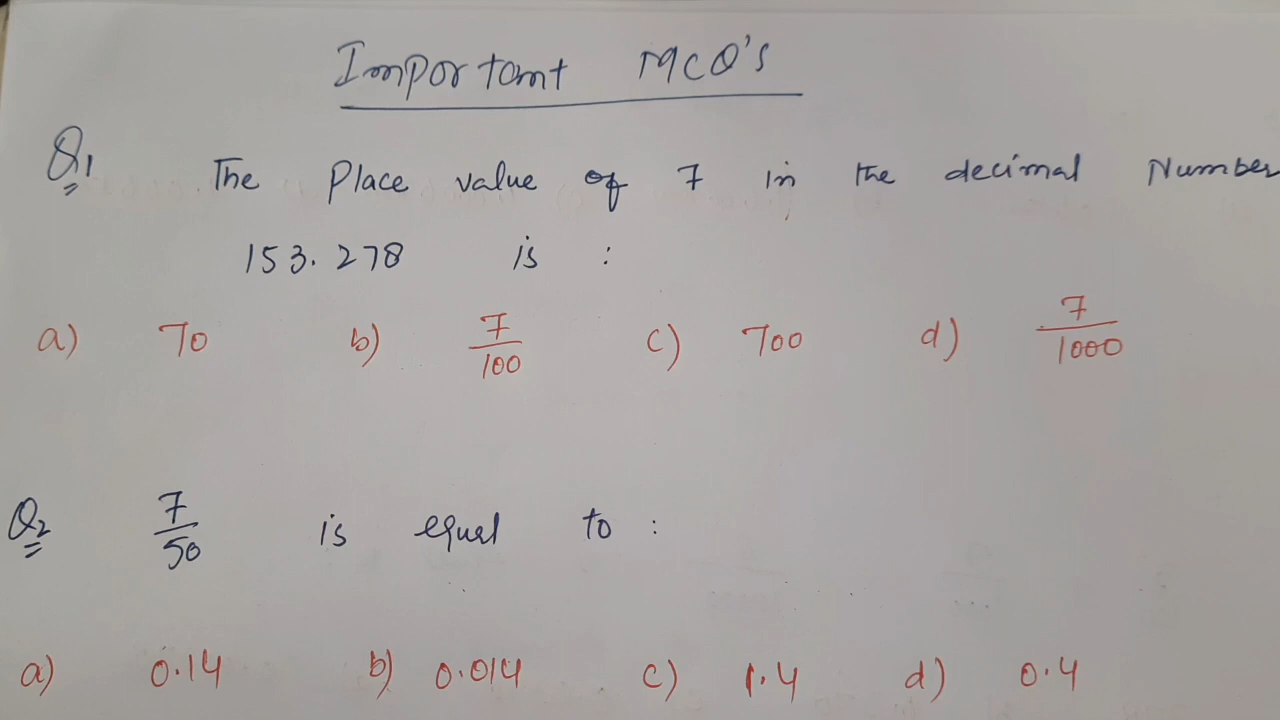 Important MCQ's
Q1 The Place value of 7 in the decimal Number
153.278 is :
a) 70 b) 7/100 c) 700 d) 7/1000
Q2 7/50 is equal to :
a) 0.14 b) 0.014 c) 1.4 d) 0.4